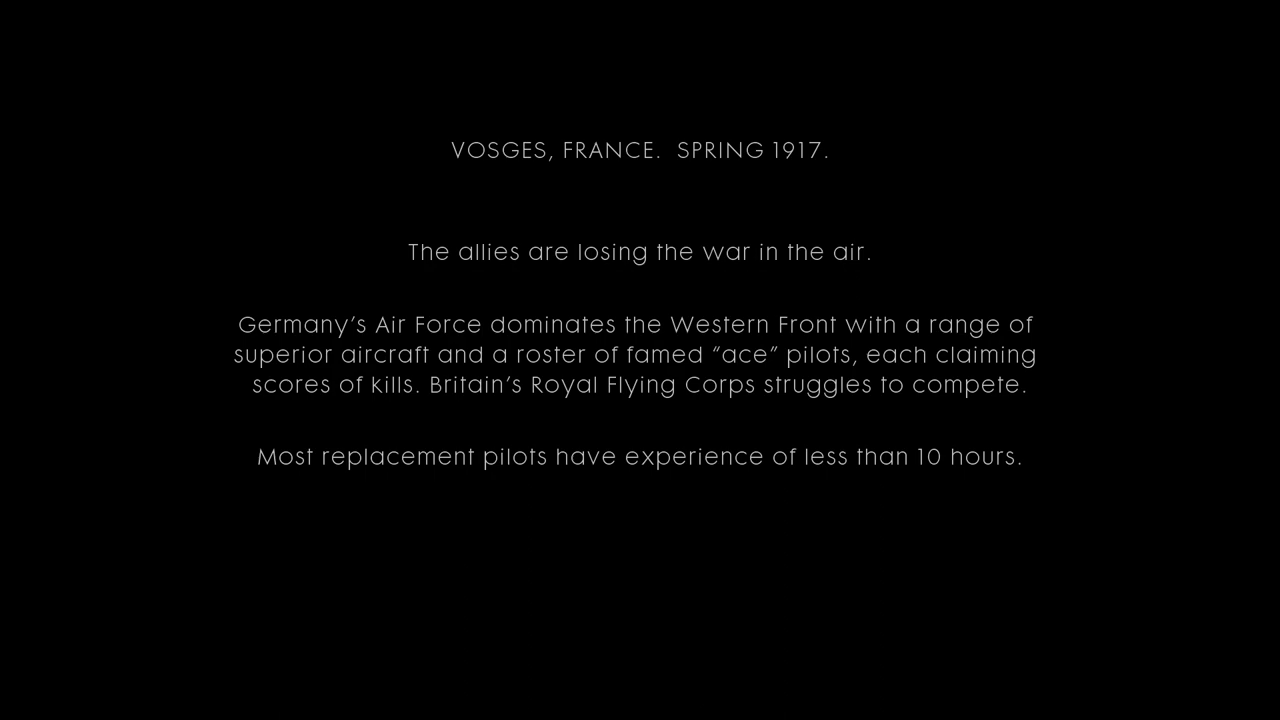 VOSGES, FRANCE.  SPRING 1917.
The allies are losing the war in the air.
Germany’s Air Force dominates the Western Front with a range of
superior aircraft and a roster of famed “ace” pilots, each claiming
scores of kills. Britain’s Royal Flying Corps struggles to compete.
Most replacement pilots have experience of less than 10 hours.